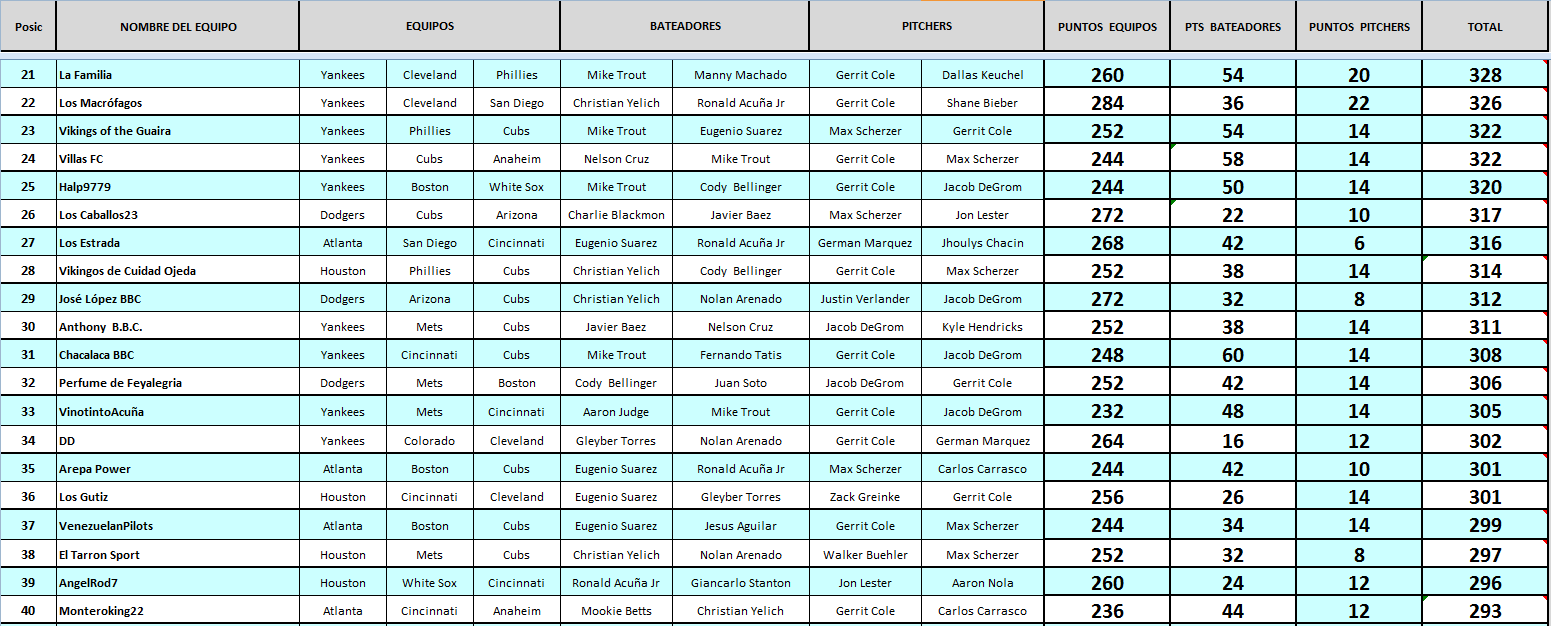 Posic NOMBRE DEL EQUIPO EQUIPOS BATEADORES PITCHERS PUNTOS EQUIPOS PTS BATEADORES PUNTOS PITCHERS TOTAL
21 La Familia Yankees Cleveland Phillies Mike Trout Manny Machado Gerrit Cole Dallas Keuchel 260 54 20 328
22 Los Macrófagos Yankees Cleveland San Diego Christian Yelich Ronald Acuña Jr Gerrit Cole Shane Bieber 284 36 22 326
23 Vikings of the Guaira Yankees Phillies Cubs Mike Trout Eugenio Suarez Max Scherzer Gerrit Cole 252 54 14 322
24 Villas FC Yankees Cubs Anaheim Nelson Cruz Mike Trout Gerrit Cole Max Scherzer 244 58 14 322
25 Halp9779 Yankees Boston White Sox Mike Trout Cody Bellinger Gerrit Cole Jacob DeGrom 244 50 14 320
26 Los Caballos23 Dodgers Cubs Arizona Charlie Blackmon Javier Baez Max Scherzer Jon Lester 272 22 10 317
27 Los Estrada Atlanta San Diego Cincinnati Eugenio Suarez Ronald Acuña Jr German Marquez Jhoulys Chacin 268 42 6 316
28 Vikingos de Cuidad Ojeda Houston Phillies Cubs Christian Yelich Cody Bellinger Gerrit Cole Max Scherzer 252 38 14 314
29 José López BBC Dodgers Arizona Cubs Christian Yelich Nolan Arenado Justin Verlander Jacob DeGrom 272 32 8 312
30 Anthony B.B.C. Yankees Mets Cubs Javier Baez Nelson Cruz Jacob DeGrom Kyle Hendricks 252 38 14 311
31 Chacalaca BBC Yankees Cincinnati Cubs Mike Trout Fernando Tatis Gerrit Cole Jacob DeGrom 248 60 14 308
32 Perfume de Feyalegria Dodgers Mets Boston Cody Bellinger Juan Soto Jacob DeGrom Gerrit Cole 252 42 14 306
33 VinotintoAcuña Yankees Mets Cincinnati Aaron Judge Mike Trout Gerrit Cole Jacob DeGrom 232 48 14 305
34 DD Yankees Colorado Cleveland Gleyber Torres Nolan Arenado Gerrit Cole German Marquez 264 16 12 302
35 Arepa Power Atlanta Boston Cubs Eugenio Suarez Ronald Acuña Jr Max Scherzer Carlos Carrasco 244 42 10 301
36 Los Gutiz Houston Cincinnati Cleveland Eugenio Suarez Gleyber Torres Zack Greinke Gerrit Cole 256 26 14 301
37 VenezuelanPilots Atlanta Boston Cubs Eugenio Suarez Jesus Aguilar Gerrit Cole Max Scherzer 244 34 14 299
38 El Tarron Sport Houston Mets Cubs Christian Yelich Nolan Arenado Walker Buehler Max Scherzer 252 32 8 297
39 AngelRod7 Houston White Sox Cincinnati Ronald Acuña Jr Giancarlo Stanton Jon Lester Aaron Nola 260 24 12 296
40 Monteroking22 Atlanta Cincinnati Anaheim Mookie Betts Christian Yelich Gerrit Cole Carlos Carrasco 236 44 12 293